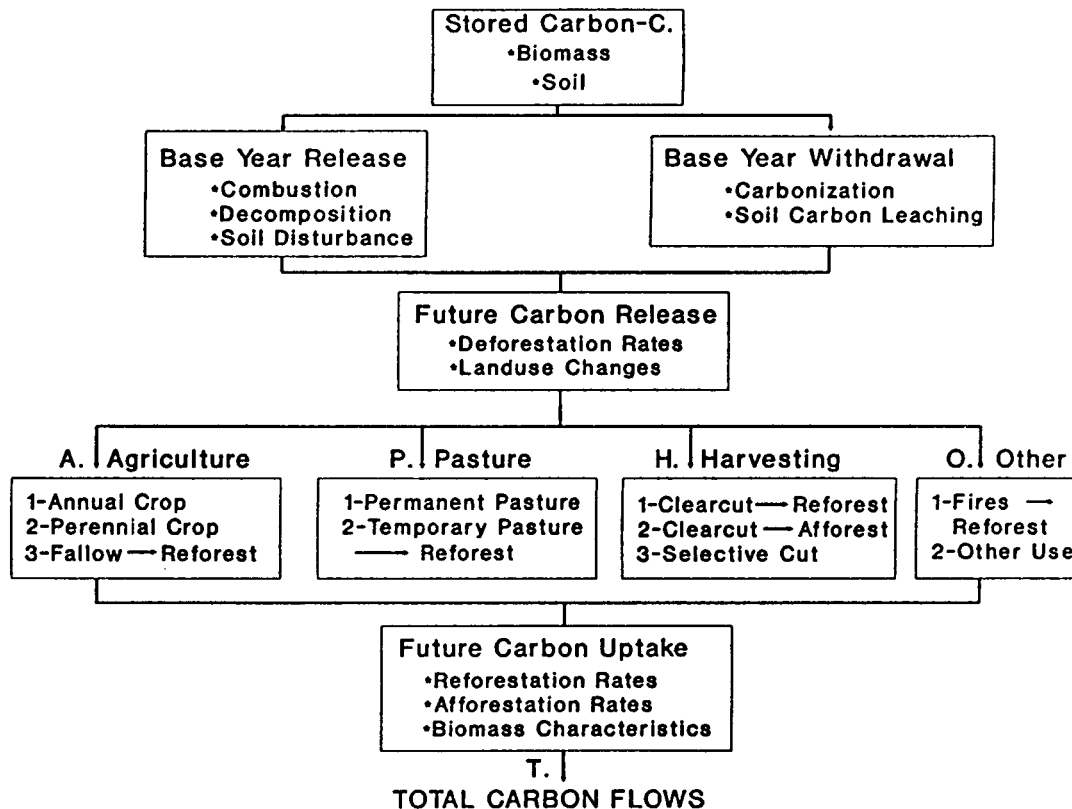 Stored Carbon-C.
•Biomass
•Soil
Base Year Release
•Combustion
•Decomposition
•Soil Disturbance
Base Year Withdrawal
•Carbonization
•Soil Carbon Leaching
Future Carbon Release
•Deforestation Rates
•Landuse Changes
A. Agriculture
1-Annual Crop
2-Perennial Crop
3-Fallow → Reforest
P. Pasture
1-Permanent Pasture
2-Temporary Pasture
→ Reforest
H. Harvesting
1-Clearcut → Reforest
2-Clearcut → Afforest
3-Selective Cut
O. Other
1-Fires →
Reforest
2-Other Use
Future Carbon Uptake
•Reforestation Rates
•Afforestation Rates
•Biomass Characteristics
T.
TOTAL CARBON FLOWS